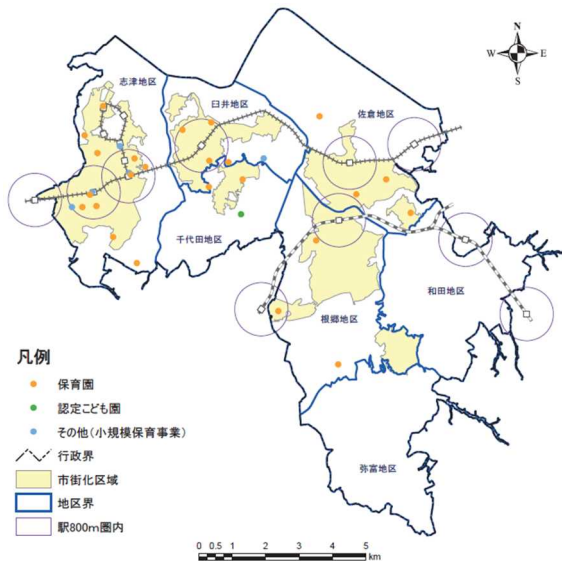 N
W E
S
志津地区
臼井地区
佐倉地区
千代田地区
和田地区
根郷地区
弥富地区
凡例
保育園
認定こども園
その他(小規模保育事業)
行政界
市街化区域
地区界
駅800m圏内
0 0.5 1 2 3 4 5
km